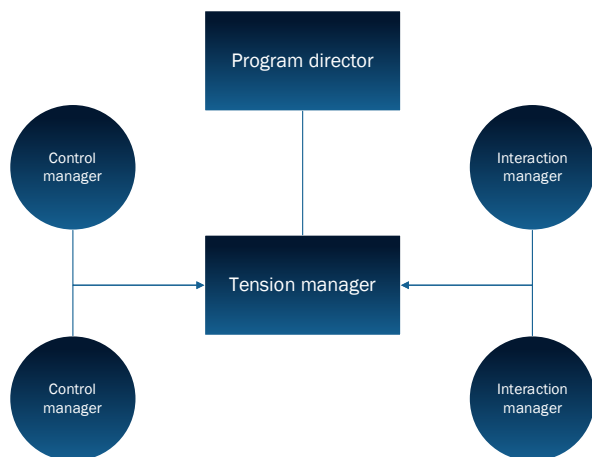 Program director
Control
manager
Interaction
manager
Tension manager
Control
manager
Interaction
manager